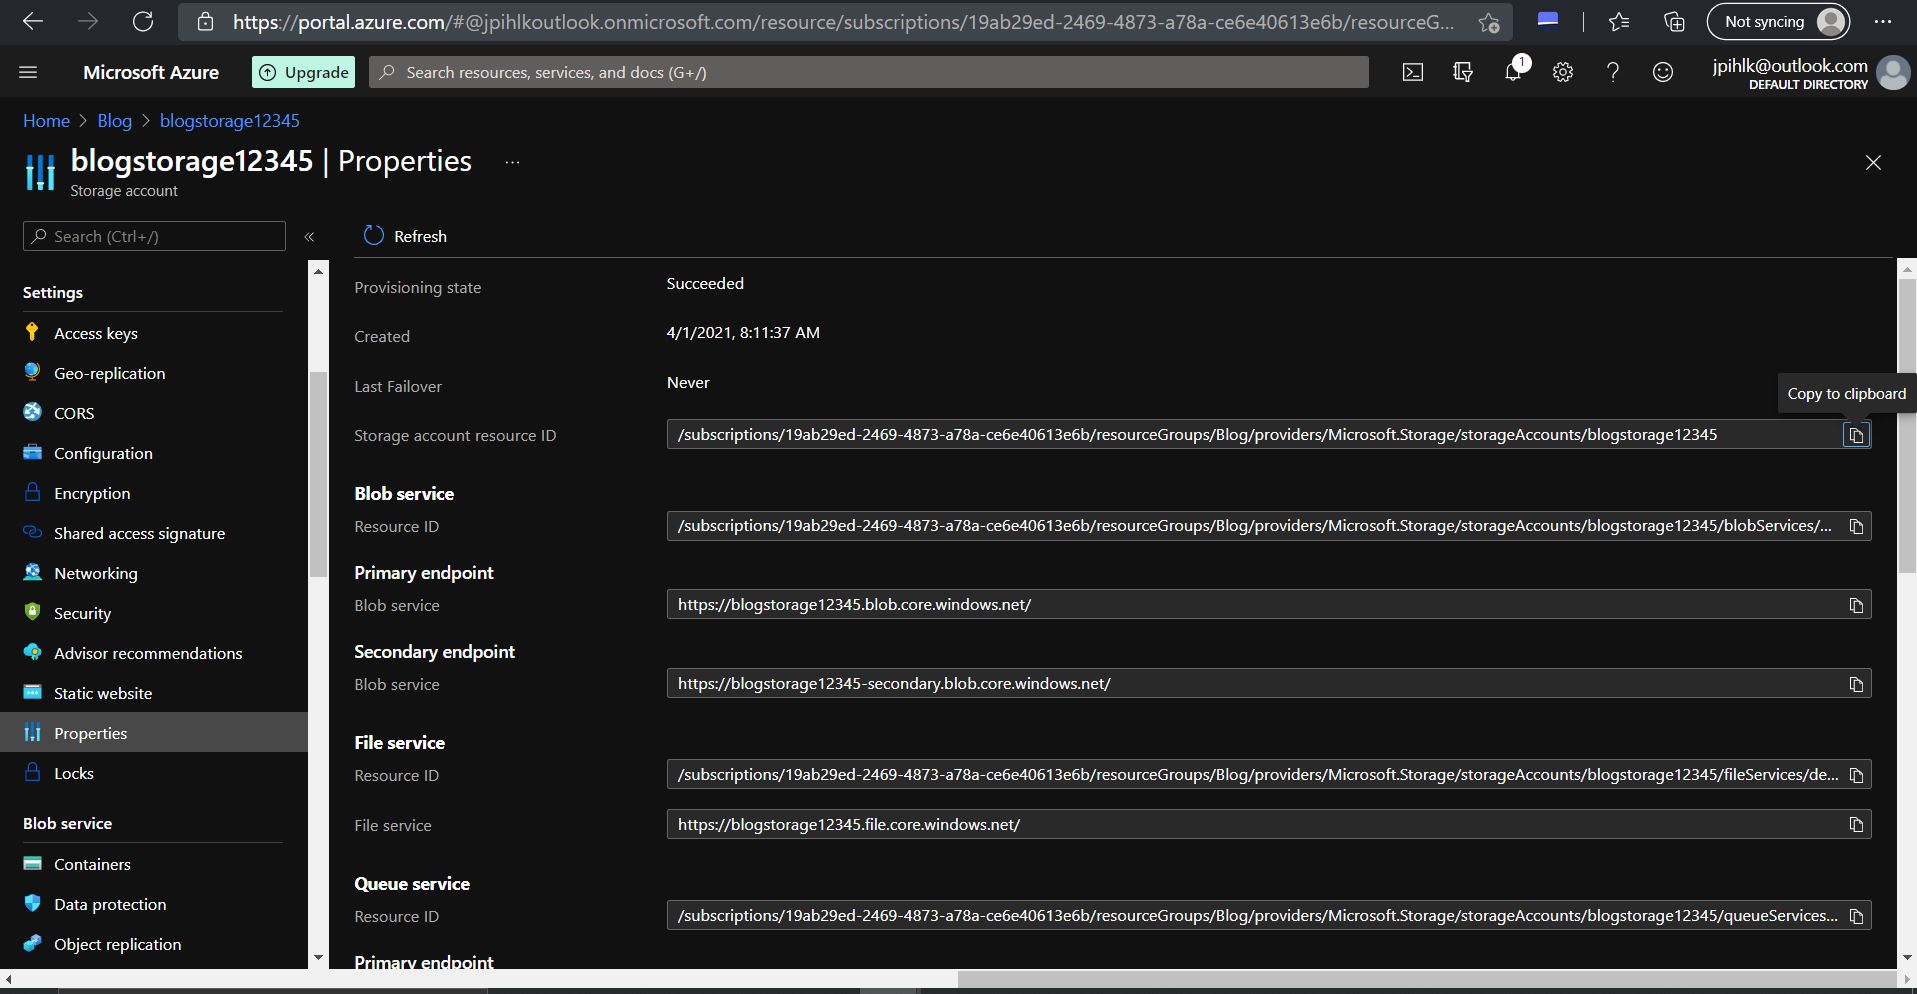 https://portal.azure.com/#@jpihlkoutlook.onmicrosoft.com/resource/subscriptions/19ab29ed-2469-4873-a78a-ce6e40613e6b/resourceG...
Not syncing
Microsoft Azure
Upgrade
Search resources, services, and docs (G+/)
1
jpihlk@outlook.com
DEFAULT DIRECTORY
Home > Blog > blogstorage12345
blogstorage12345 | Properties ...
Storage account
Search (Ctrl+/)
«
Refresh
Settings
Access keys
Geo-replication
CORS
Configuration
Encryption
Shared access signature
Networking
Security
Advisor recommendations
Static website
Properties
Locks
Blob service
Containers
Data protection
Object replication
Provisioning state
Succeeded
Created
4/1/2021, 8:11:37 AM
Last Failover
Never
Copy to clipboard
Storage account resource ID
/subscriptions/19ab29ed-2469-4873-a78a-ce6e40613e6b/resourceGroups/Blog/providers/Microsoft.Storage/storageAccounts/blogstorage12345
Blob service
Resource ID
/subscriptions/19ab29ed-2469-4873-a78a-ce6e40613e6b/resourceGroups/Blog/providers/Microsoft.Storage/storageAccounts/blogstorage12345/blobServices/...
Primary endpoint
Blob service
https://blogstorage12345.blob.core.windows.net/
Secondary endpoint
Blob service
https://blogstorage12345-secondary.blob.core.windows.net/
File service
Resource ID
/subscriptions/19ab29ed-2469-4873-a78a-ce6e40613e6b/resourceGroups/Blog/providers/Microsoft.Storage/storageAccounts/blogstorage12345/fileServices/de...
File service
https://blogstorage12345.file.core.windows.net/
Queue service
Resource ID
/subscriptions/19ab29ed-2469-4873-a78a-ce6e40613e6b/resourceGroups/Blog/providers/Microsoft.Storage/storageAccounts/blogstorage12345/queueServices...
Primary endpoint